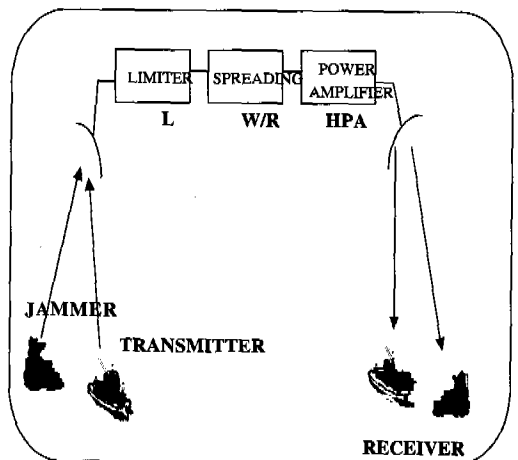 LIMITER
SPREADING
POWER
AMPLIFIER
L
W/R
HPA
JAMMER
TRANSMITTER
RECEIVER